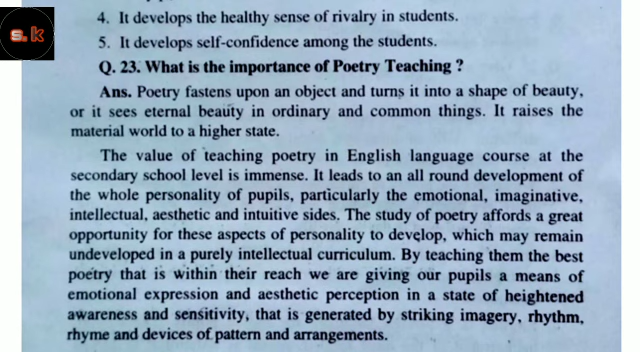 s.k
4. It develops the healthy sense of rivalry in students.
5. It develops self-confidence among the students.
Q. 23. What is the importance of Poetry Teaching ?
Ans. Poetry fastens upon an object and turns it into a shape of beauty,
or it sees eternal beauty in ordinary and common things. It raises the
material world to a higher state.
The value of teaching poetry in English language course at the
secondary school level is immense. It leads to an all round development of
the whole personality of pupils, particularly the emotional, imaginative,
intellectual, aesthetic and intuitive sides. The study of poetry affords a great
opportunity for these aspects of personality to develop, which may remain
undeveloped in a purely intellectual curriculum. By teaching them the best
poetry that is within their reach we are giving our pupils a means of
emotional expression and aesthetic perception in a state of heightened
awareness and sensitivity, that is generated by striking imagery, rhythm,
rhyme and devices of pattern and arrangements.